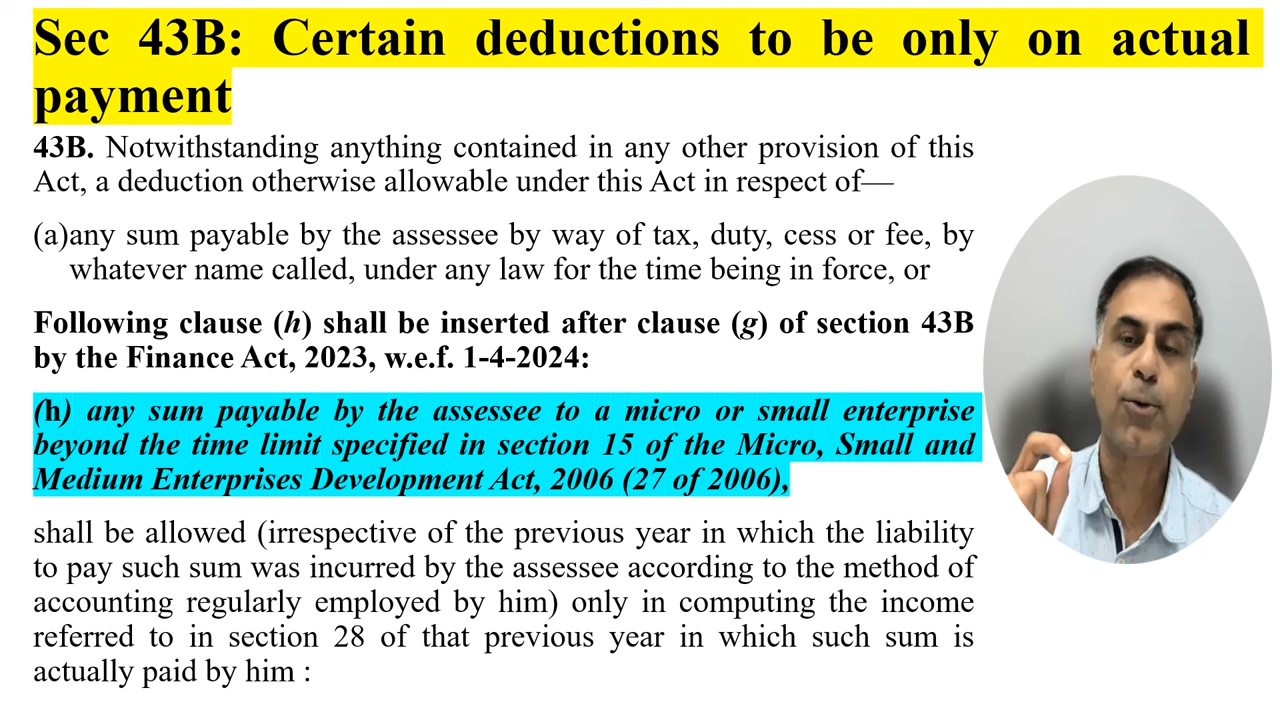 Sec 43B: Certain deductions to be only on actual
payment
43B. Notwithstanding anything contained in any other provision of this
Act, a deduction otherwise allowable under this Act in respect of—
(a)any sum payable by the assessee by way of tax, duty, cess or fee, by
whatever name called, under any law for the time being in force, or
Following clause (h) shall be inserted after clause (g) of section 43B
by the Finance Act, 2023, w.e.f. 1-4-2024:
(h) any sum payable by the assessee to a micro or small enterprise
beyond the time limit specified in section 15 of the Micro, Small and
Medium Enterprises Development Act, 2006 (27 of 2006),
shall be allowed (irrespective of the previous year in which the liability
to pay such sum was incurred by the assessee according to the method of
accounting regularly employed by him) only in computing the income
referred to in section 28 of that previous year in which such sum is
actually paid by him :